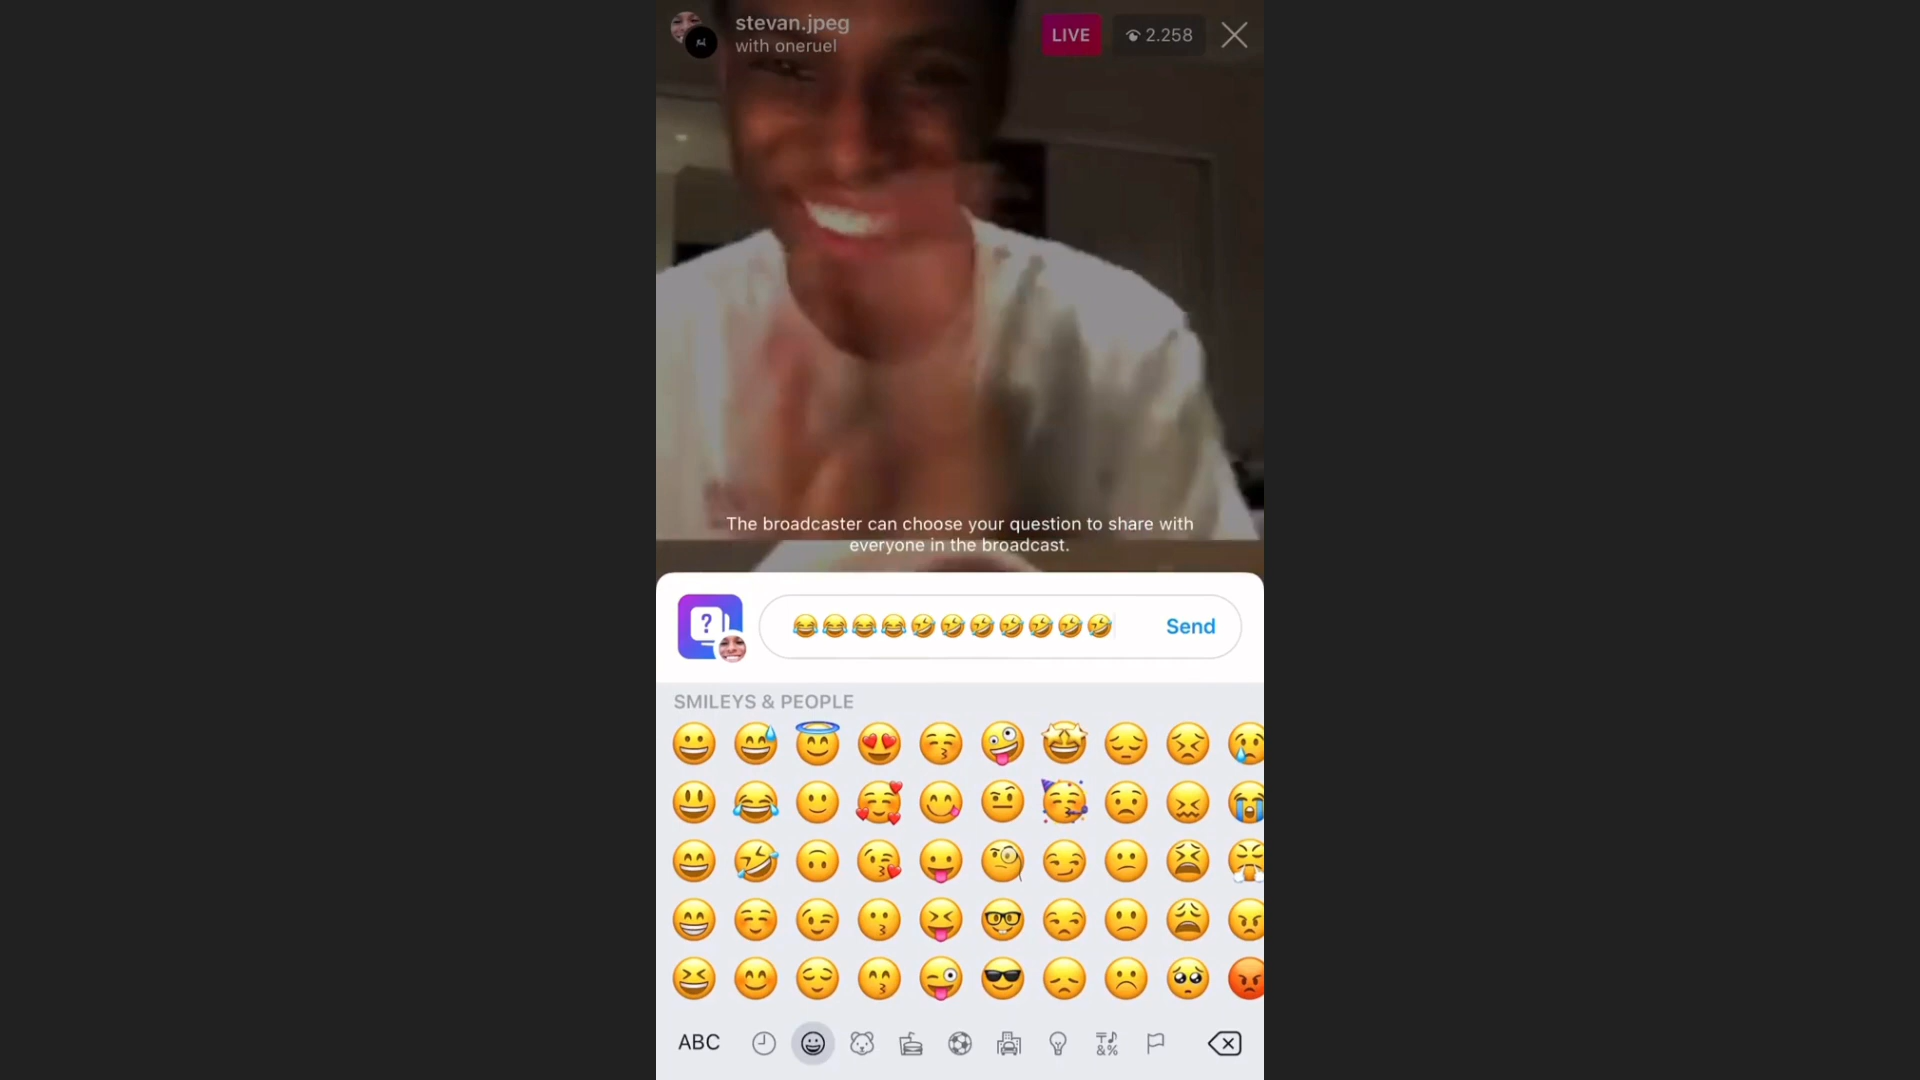 stevan.jpeg
with oneruel
LIVE
2.258
The broadcaster can choose your question to share with
everyone in the broadcast.
?
😂😂😂😂🤣🤣🤣🤣🤣🤣🤣
Send
SMILEYS & PEOPLE
ABC
&%